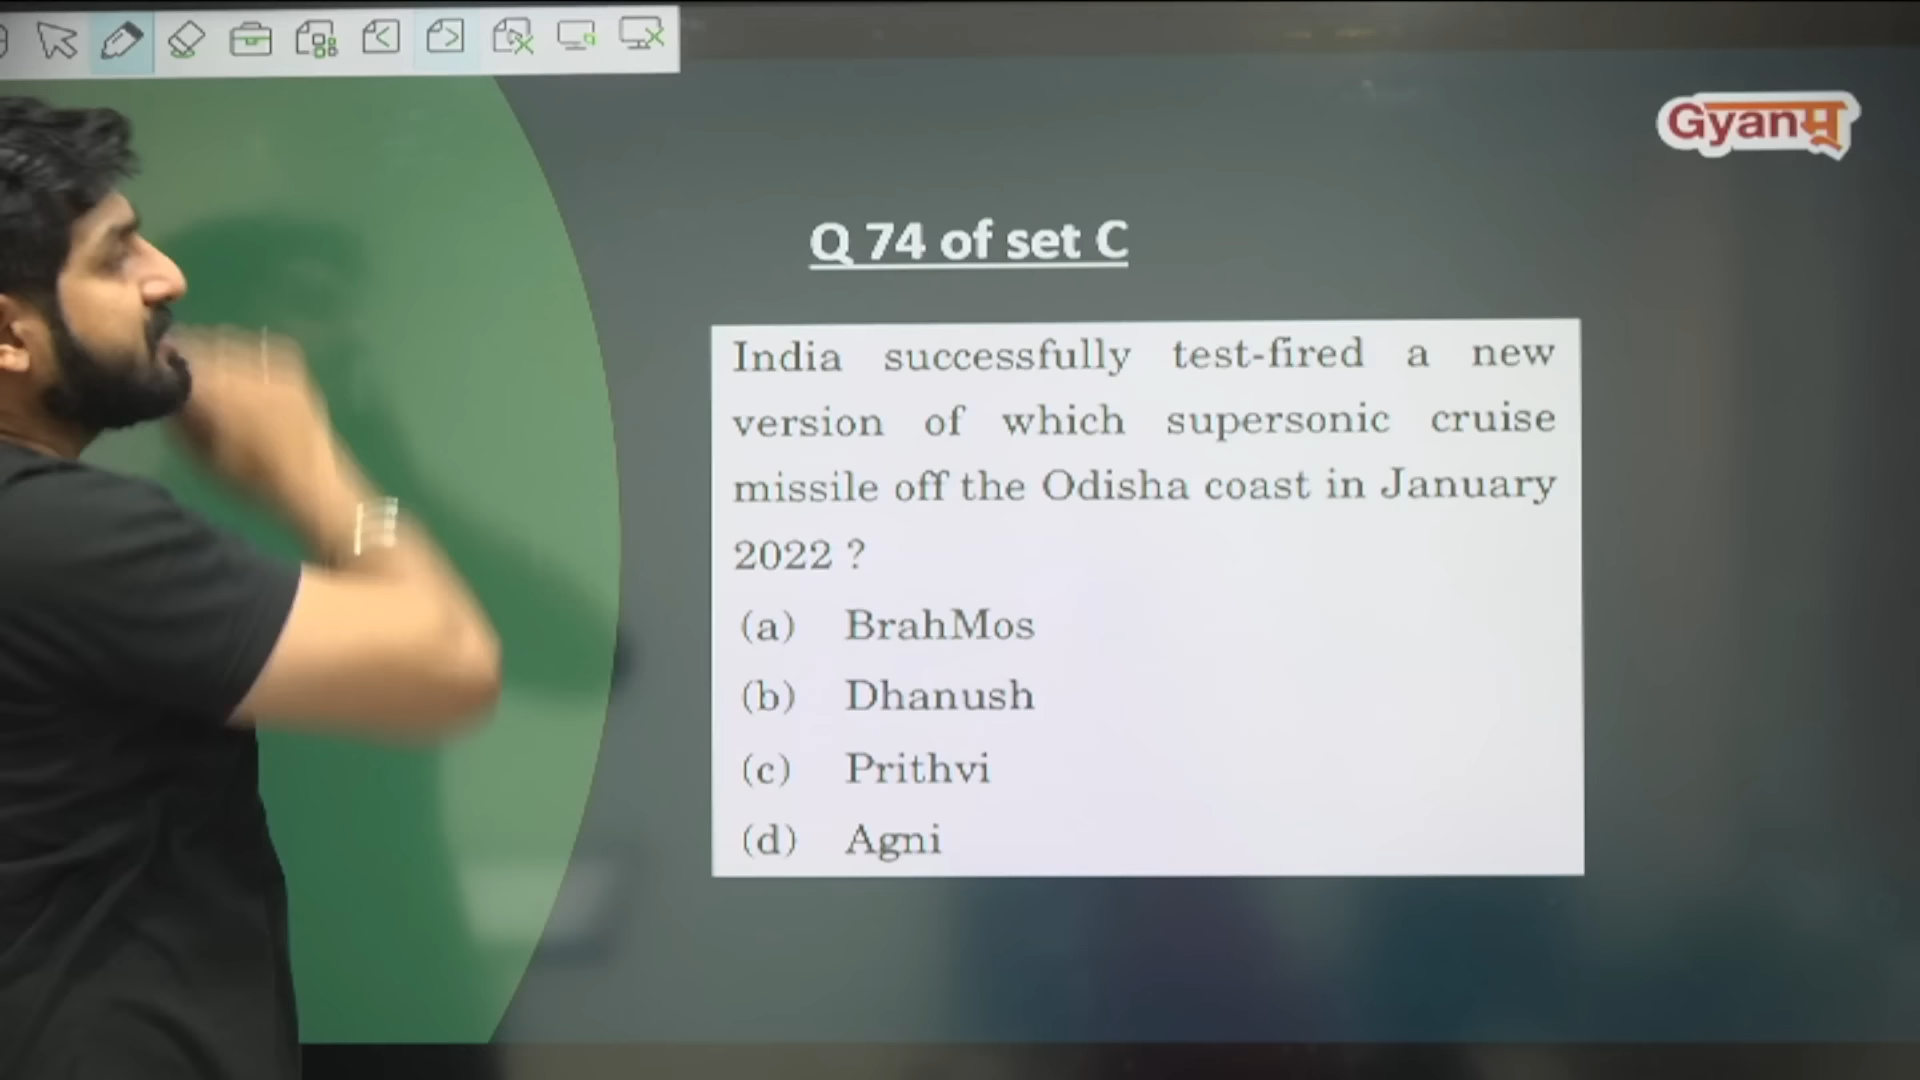 Gyanसूत्र
Q 74 of set C
India successfully test-fired a new
version of which supersonic cruise
missile off the Odisha coast in January
2022 ?
(a) BrahMos
(b) Dhanush
(c) Prithvi
(d) Agni